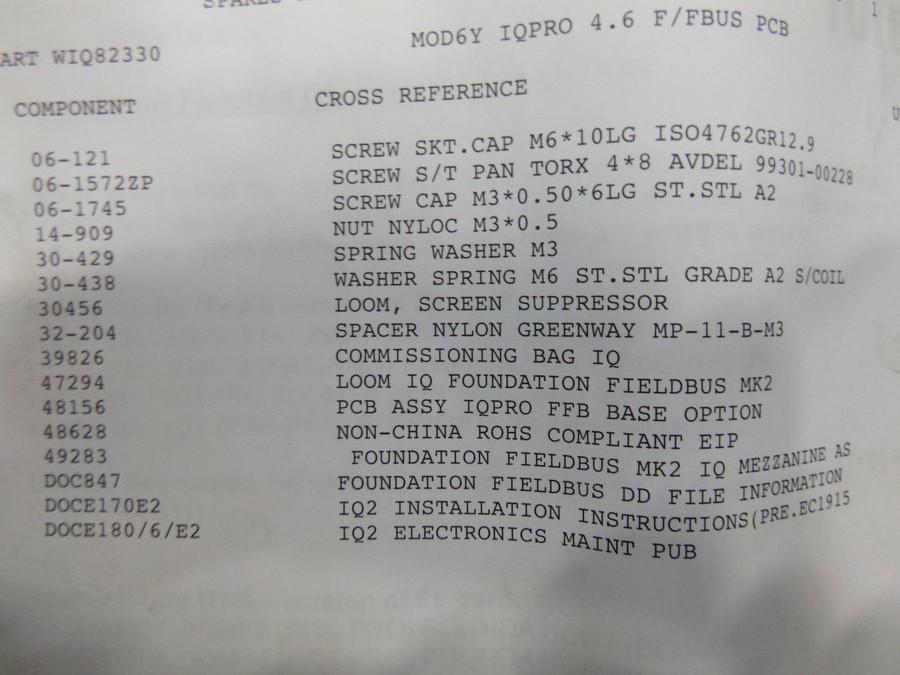 SPARES
1
ART WIQ82330 MOD6Y IQPRO 4.6 F/FBUS PCB
COMPONENT CROSS REFERENCE
06-121 SCREW SKT.CAP M6*10LG ISO4762GR12.9
06-1572ZP SCREW S/T PAN TORX 4*8 AVDEL 99301-00228
06-1745 SCREW CAP M3*0.50*6LG ST.STL A2
14-909 NUT NYLOC M3*0.5
30-429 SPRING WASHER M3
30-438 WASHER SPRING M6 ST.STL GRADE A2 S/COIL
30456 LOOM, SCREEN SUPPRESSOR
32-204 SPACER NYLON GREENWAY MP-11-B-M3
39826 COMMISSIONING BAG IQ
47294 LOOM IQ FOUNDATION FIELDBUS MK2
48156 PCB ASSY IQPRO FFB BASE OPTION
48628 NON-CHINA ROHS COMPLIANT EIP
49283 FOUNDATION FIELDBUS MK2 IQ MEZZANINE AS
DOC847 FOUNDATION FIELDBUS DD FILE INFORMATION
DOCE170E2 IQ2 INSTALLATION INSTRUCTIONS(PRE.EC1915
DOCE180/6/E2 IQ2 ELECTRONICS MAINT PUB